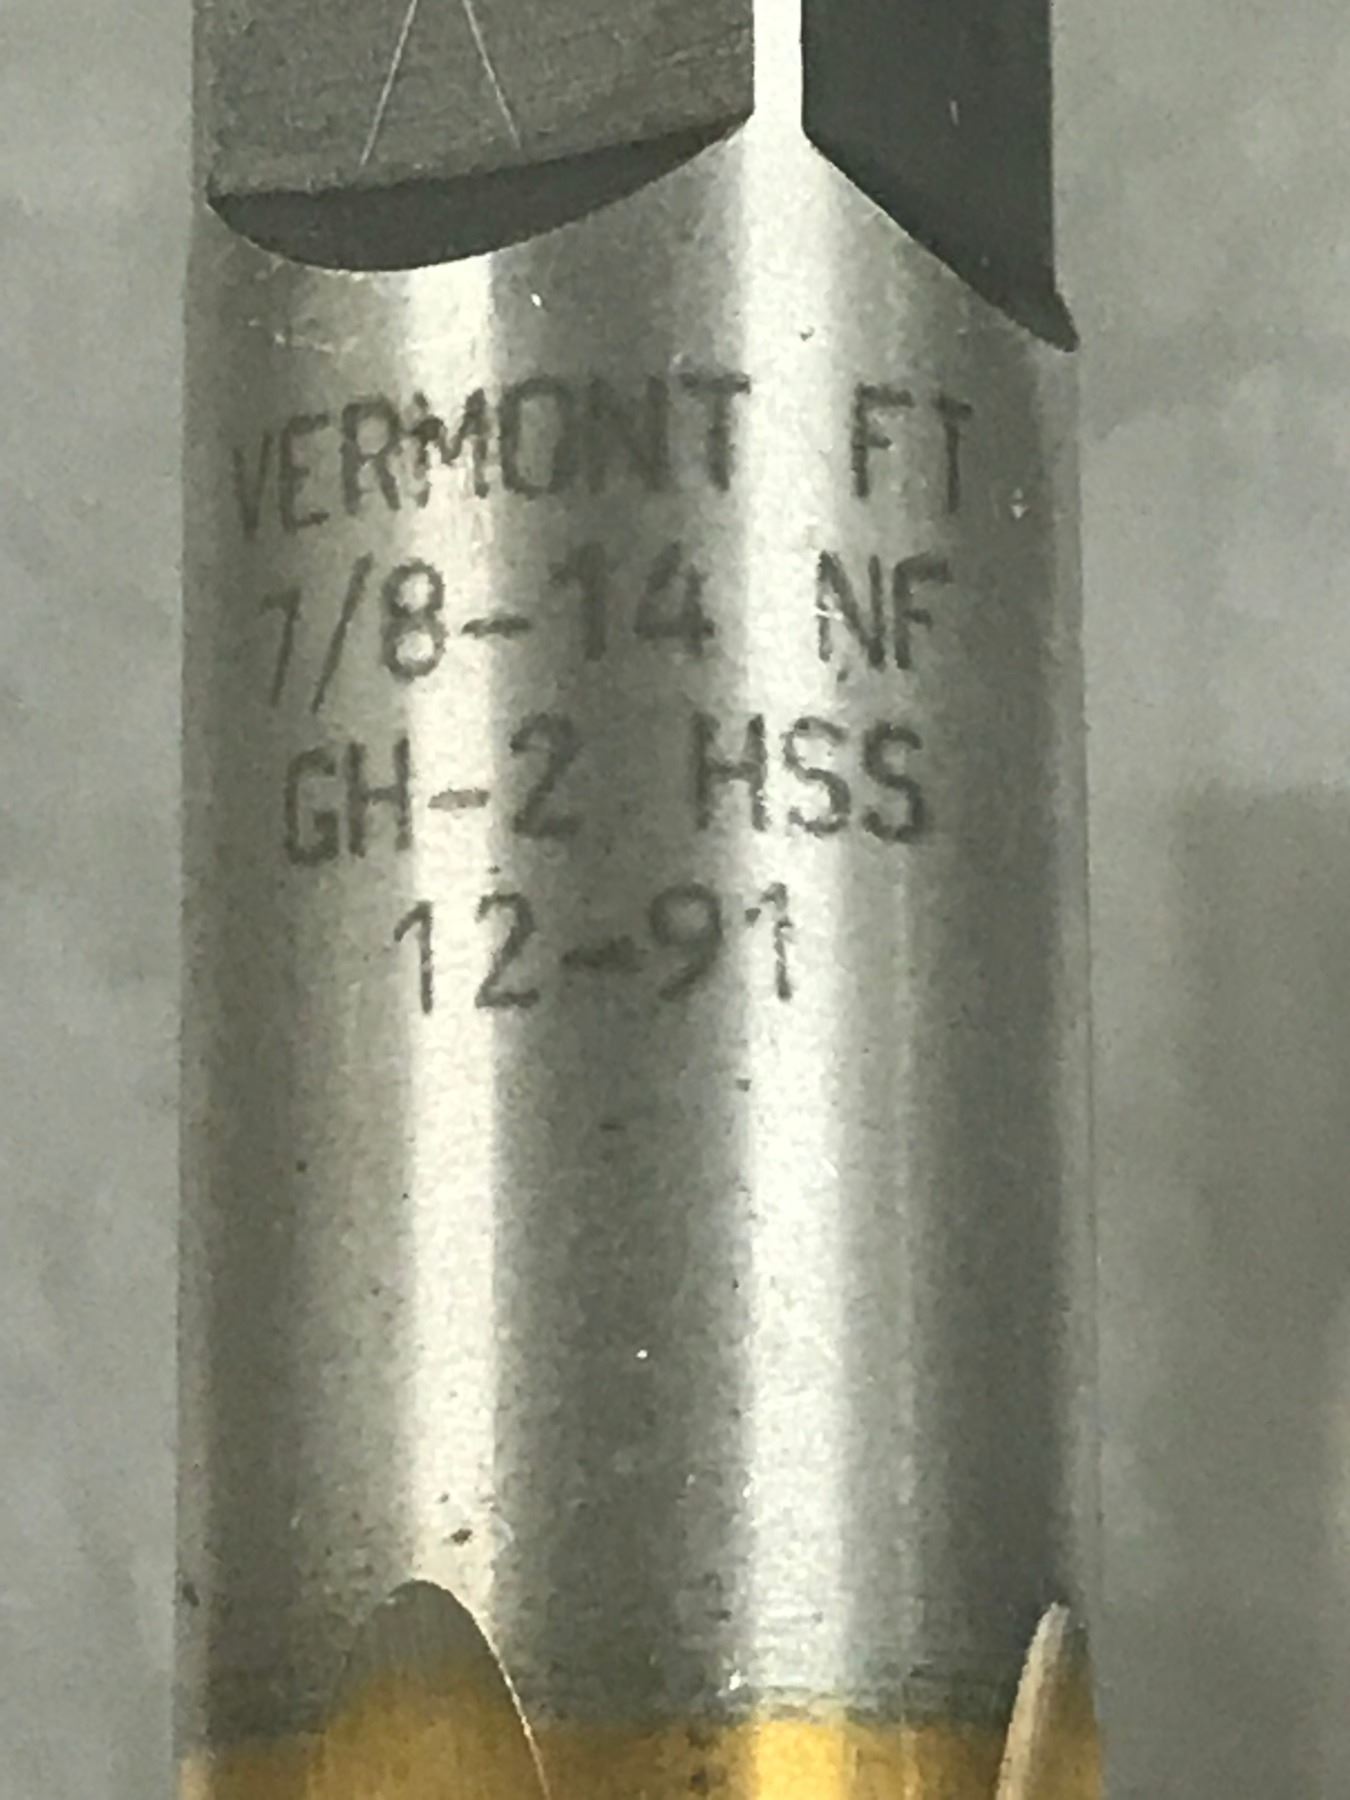 VERMONT FT
7/8-14 NF
GH-2 HSS
12-91